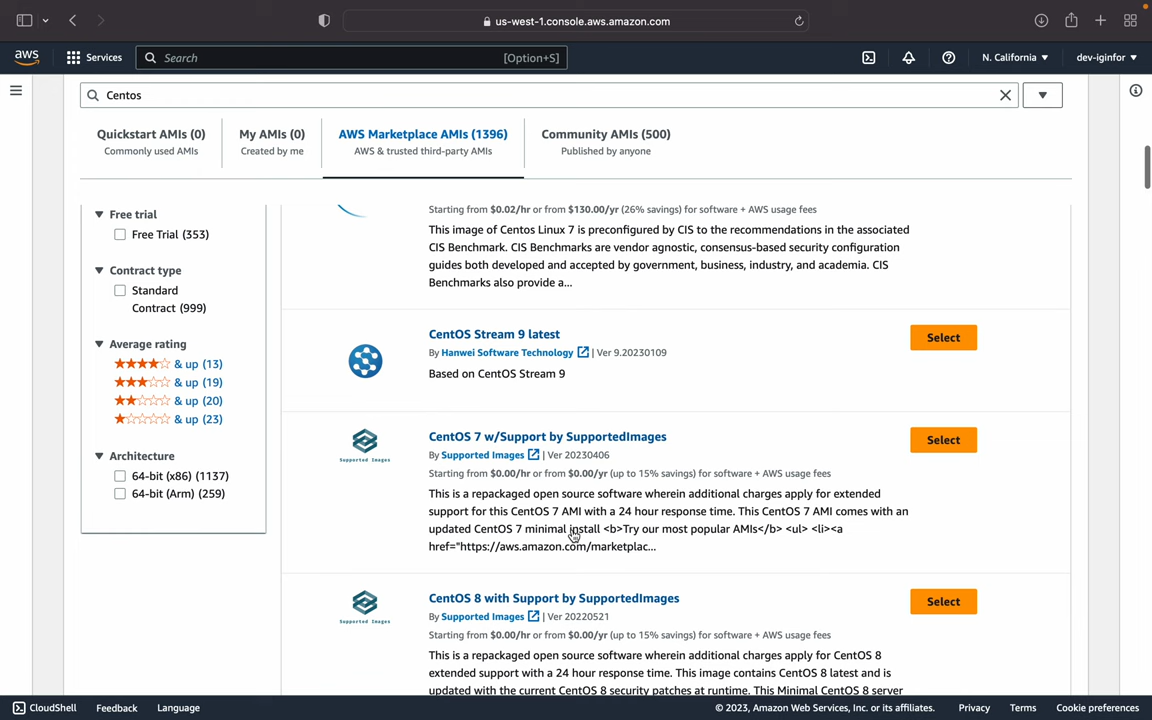 us-west-1.console.aws.amazon.com
aws
Services
Search
[Option+S]
N. California
dev-iginfor
Centos
Quickstart AMIs (0)
Commonly used AMIs
My AMIs (0)
Created by me
AWS Marketplace AMIs (1396)
AWS & trusted third-party AMIs
Community AMIs (500)
Published by anyone
Free trial
Free Trial (353)
Contract type
Standard
Contract (999)
Average rating
& up (13)
& up (19)
& up (20)
& up (23)
Architecture
64-bit (x86) (1137)
64-bit (Arm) (259)
Starting from $0.02/hr or from $130.00/yr (26% savings) for software + AWS usage fees
This image of Centos Linux 7 is preconfigured by CIS to the recommendations in the associated
CIS Benchmark. CIS Benchmarks are vendor agnostic, consensus-based security configuration
guides both developed and accepted by government, business, industry, and academia. CIS
Benchmarks also provide a...
CentOS Stream 9 latest
By Hanwei Software Technology | Ver 9.20230109
Based on CentOS Stream 9
Select
Supported Images
CentOS 7 w/Support by SupportedImages
By Supported Images | Ver 20230406
Starting from $0.00/hr or from $0.00/yr (up to 15% savings) for software + AWS usage fees
This is a repackaged open source software wherein additional charges apply for extended
support for this CentOS 7 AMI with a 24 hour response time. This CentOS 7 AMI comes with an
updated CentOS 7 minimal install <b>Try our most popular AMIs</b> <ul> <li><a
href="https://aws.amazon.com/marketplac...
Select
Supported Images
CentOS 8 with Support by SupportedImages
By Supported Images | Ver 20220521
Starting from $0.00/hr or from $0.00/yr (up to 15% savings) for software + AWS usage fees
This is a repackaged open source software wherein additional charges apply for CentOS 8
extended support with a 24 hour response time. This image contains CentOS 8 latest and is
updated with the current CentOS 8 security patches at runtime. This Minimal CentOS 8 server
Select
CloudShell
Feedback
Language
© 2023, Amazon Web Services, Inc. or its affiliates.
Privacy
Terms
Cookie preferences